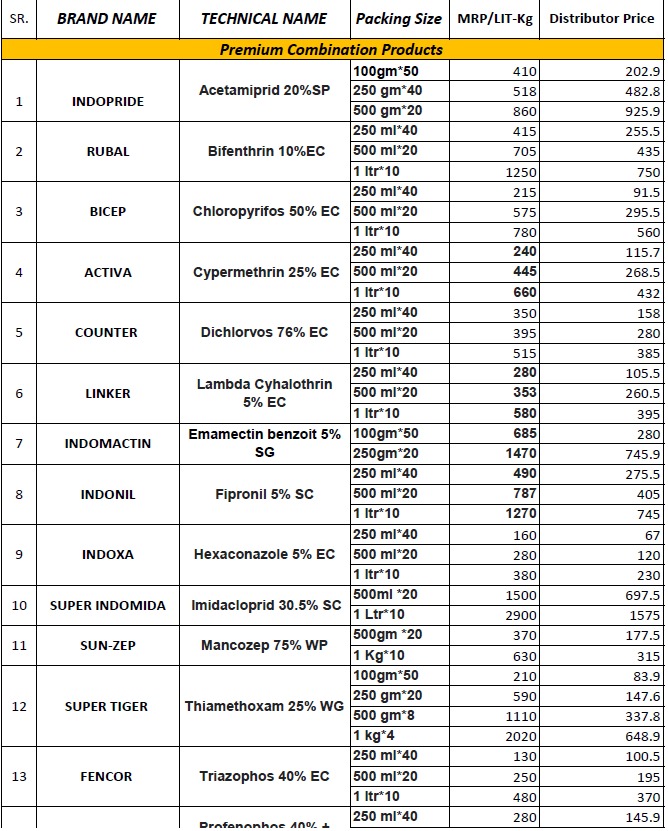 SR. BRAND NAME TECHNICAL NAME Packing Size MRP/LIT-Kg Distributor Price
Premium Combination Products
1 INDOPRIDE Acetamiprid 20%SP 100gm*50 410 202.9
250 gm*40 518 482.8
500 gm*20 860 925.9
2 RUBAL Bifenthrin 10%EC 250 ml*40 415 255.5
500 ml*20 705 435
1 ltr*10 1250 750
3 BICEP Chloropyrifos 50% EC 250 ml*40 215 91.5
500 ml*20 575 295.5
1 ltr*10 780 560
4 ACTIVA Cypermethrin 25% EC 250 ml*40 240 115.7
500 ml*20 445 268.5
1 ltr*10 660 432
5 COUNTER Dichlorvos 76% EC 250 ml*40 350 158
500 ml*20 395 280
1 ltr*10 515 385
6 LINKER Lambda Cyhalothrin 5% EC 250 ml*40 280 105.5
500 ml*20 353 260.5
1 ltr*10 580 395
7 INDOMACTIN Emamectin benzoit 5% SG 100gm*50 685 280
250gm*20 1470 745.9
8 INDONIL Fipronil 5% SC 250 ml*40 490 275.5
500 ml*20 787 405
1 ltr*10 1270 745
9 INDOXA Hexaconazole 5% EC 250 ml*40 160 67
500 ml*20 280 120
1 ltr*10 380 230
10 SUPER INDOMIDA Imidacloprid 30.5% SC 500ml *20 1500 697.5
1 Ltr*10 2900 1575
11 SUN-ZEP Mancozep 75% WP 500gm *20 370 177.5
1 Kg*10 630 315
12 SUPER TIGER Thiamethoxam 25% WG 100gm*50 210 83.9
250 gm*20 590 147.6
500 gm*8 1110 337.8
1 kg*4 2020 648.9
13 FENCOR Triazophos 40% EC 250 ml*40 130 100.5
500 ml*20 250 195
1 ltr*10 480 370
Profenophos 40% + 250 ml*40 280 145.9